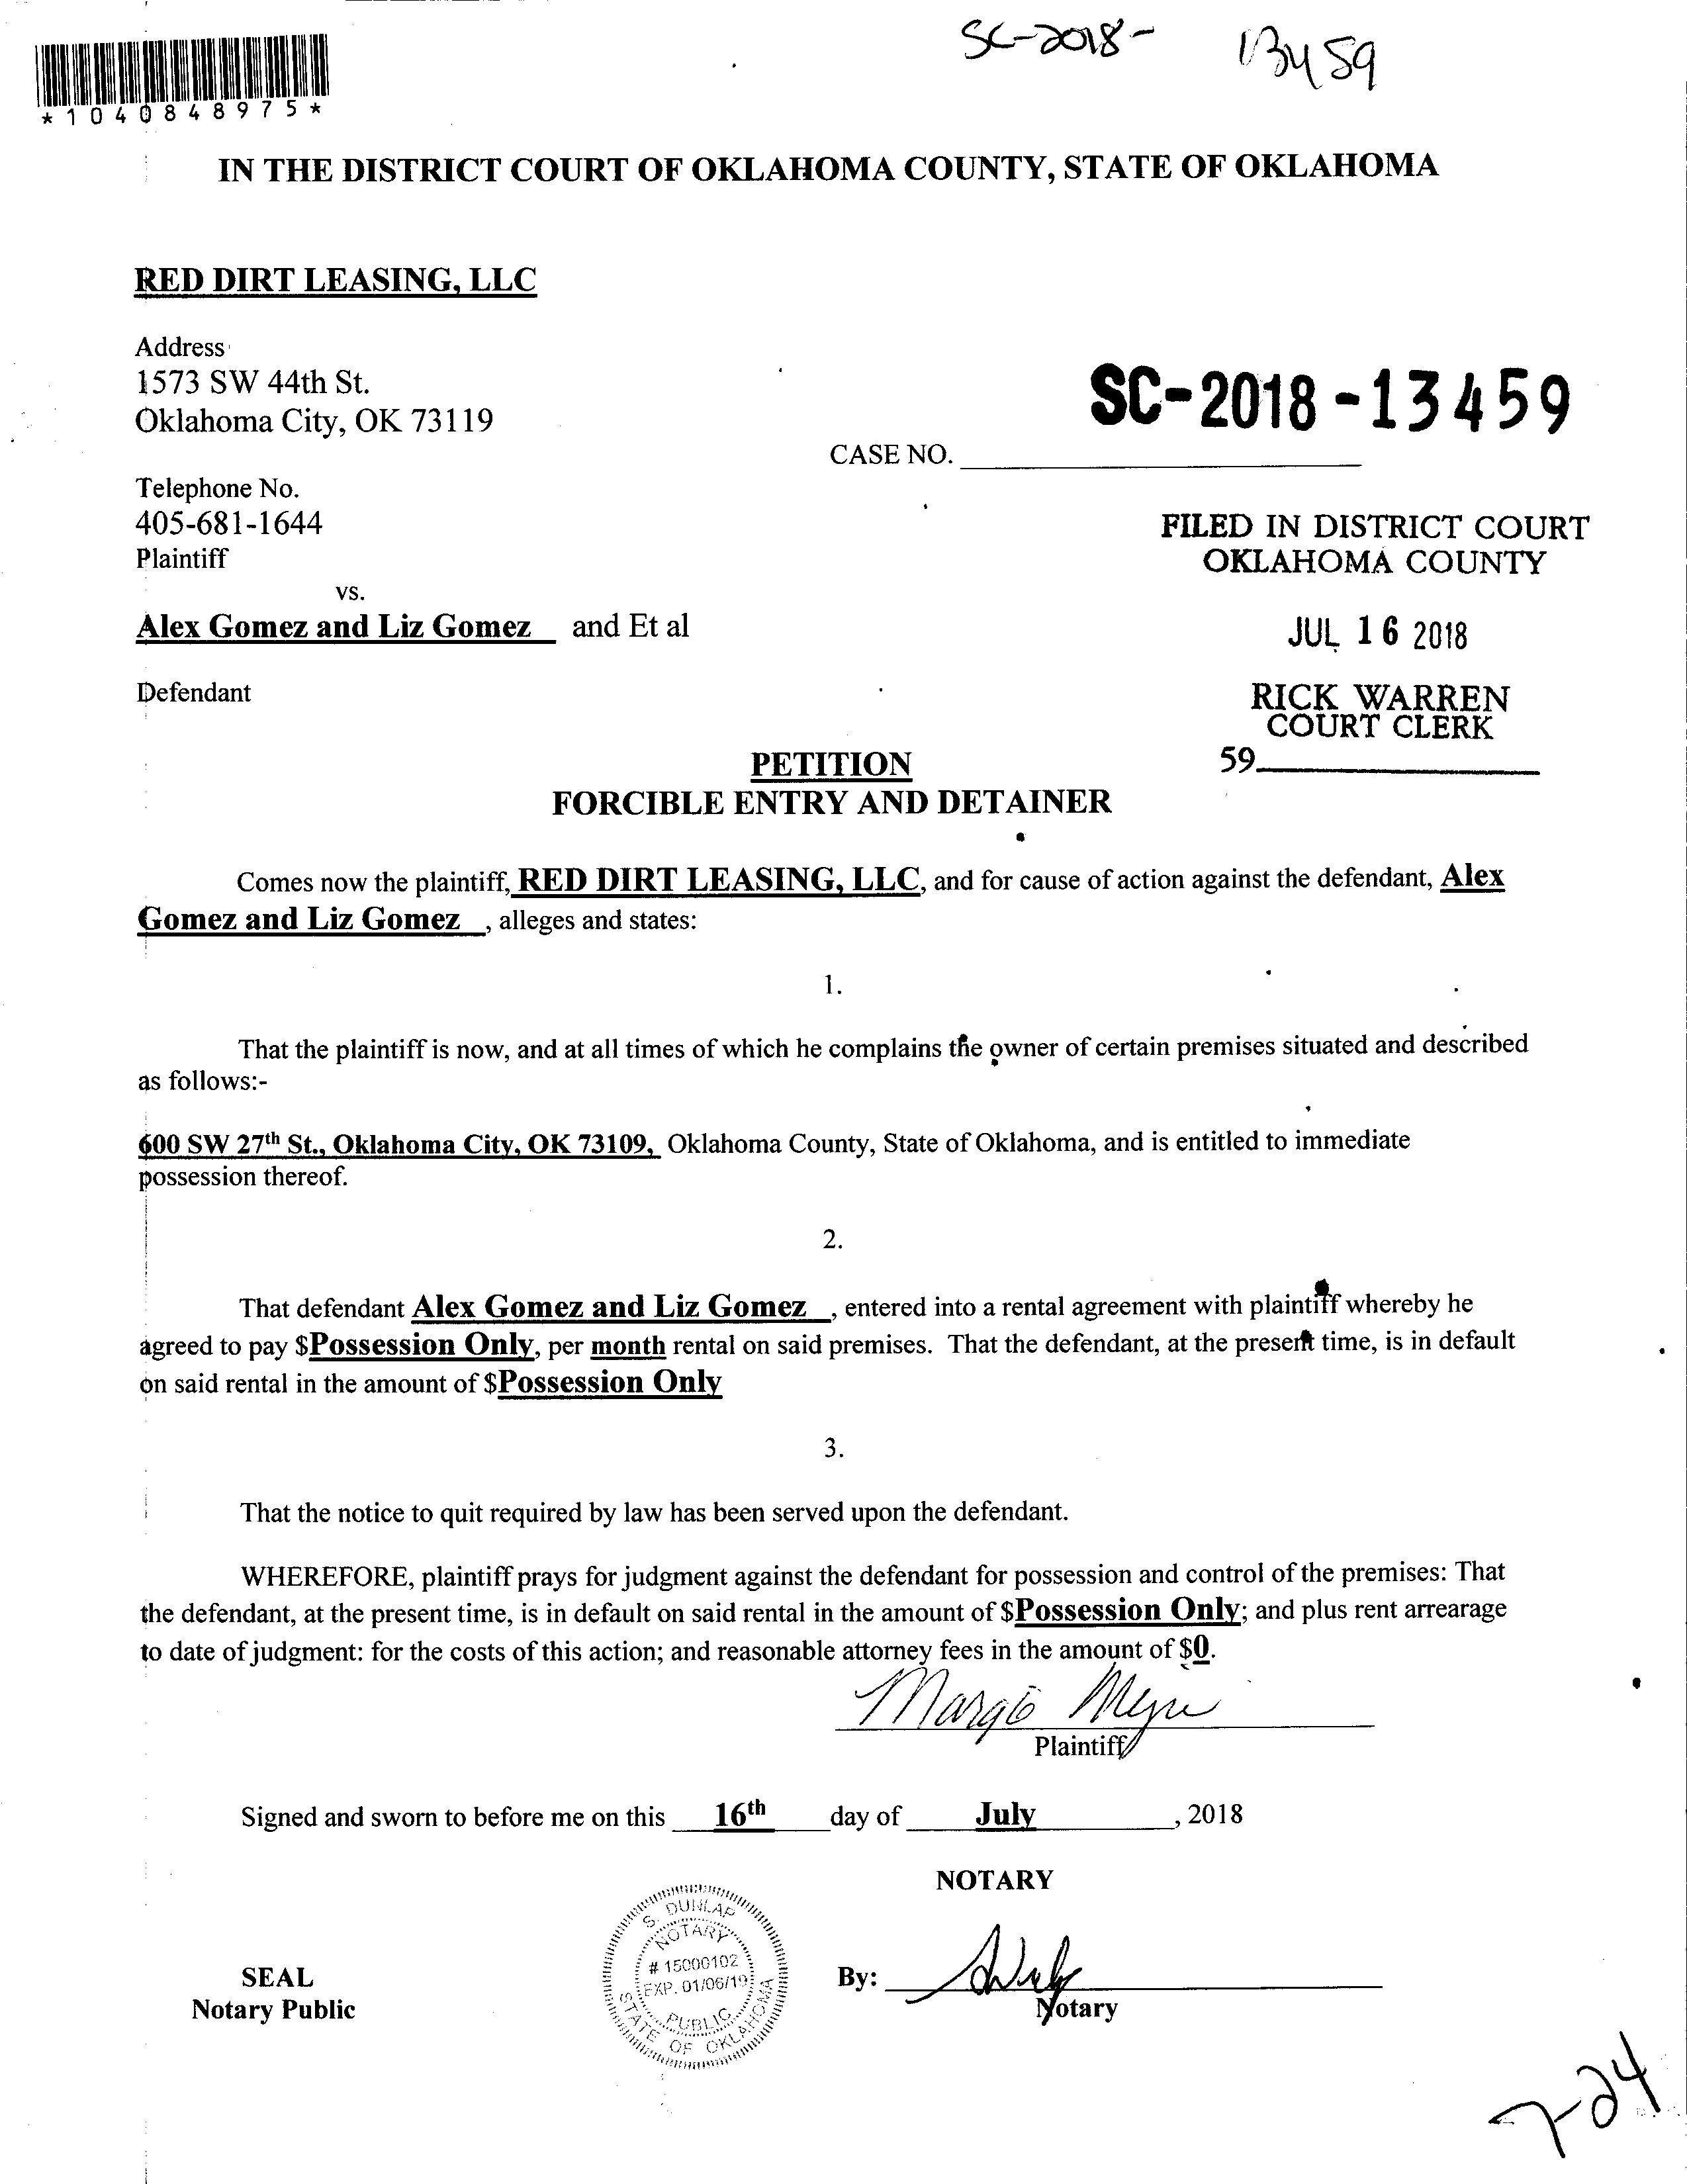 SC-2018- 13459
*1040848975*
IN THE DISTRICT COURT OF OKLAHOMA COUNTY, STATE OF OKLAHOMA
RED DIRT LEASING, LLC
Address
1573 SW 44th St.
Oklahoma City, OK 73119
SC-2018-13459
CASE NO.
Telephone No.
405-681-1644
Plaintiff
FILED IN DISTRICT COURT
OKLAHOMA COUNTY
vs.
Alex Gomez and Liz Gomez and Et al
JUL 16 2018
Defendant
RICK WARREN
COURT CLERK
59
PETITION
FORCIBLE ENTRY AND DETAINER
Comes now the plaintiff, RED DIRT LEASING, LLC, and for cause of action against the defendant, Alex
Gomez and Liz Gomez , alleges and states:
1.
That the plaintiff is now, and at all times of which he complains the owner of certain premises situated and described
as follows:-
600 SW 27th St., Oklahoma City, OK 73109, Oklahoma County, State of Oklahoma, and is entitled to immediate
possession thereof.
2.
That defendant Alex Gomez and Liz Gomez , entered into a rental agreement with plaintiff whereby he
agreed to pay $Possession Only, per month rental on said premises. That the defendant, at the present time, is in default
on said rental in the amount of $Possession Only
3.
That the notice to quit required by law has been served upon the defendant.
WHEREFORE, plaintiff prays for judgment against the defendant for possession and control of the premises: That
the defendant, at the present time, is in default on said rental in the amount of $Possession Only; and plus rent arrearage
to date of judgment: for the costs of this action; and reasonable attorney fees in the amount of $0.
Plaintiff
Signed and sworn to before me on this 16th day of July , 2018
NOTARY
S. DUNLAP
NOTARY
# 15000102
EXP. 01/06/19
PUBLIC
STATE OF OKLAHOMA
SEAL
Notary Public
By:
Notary
7-24